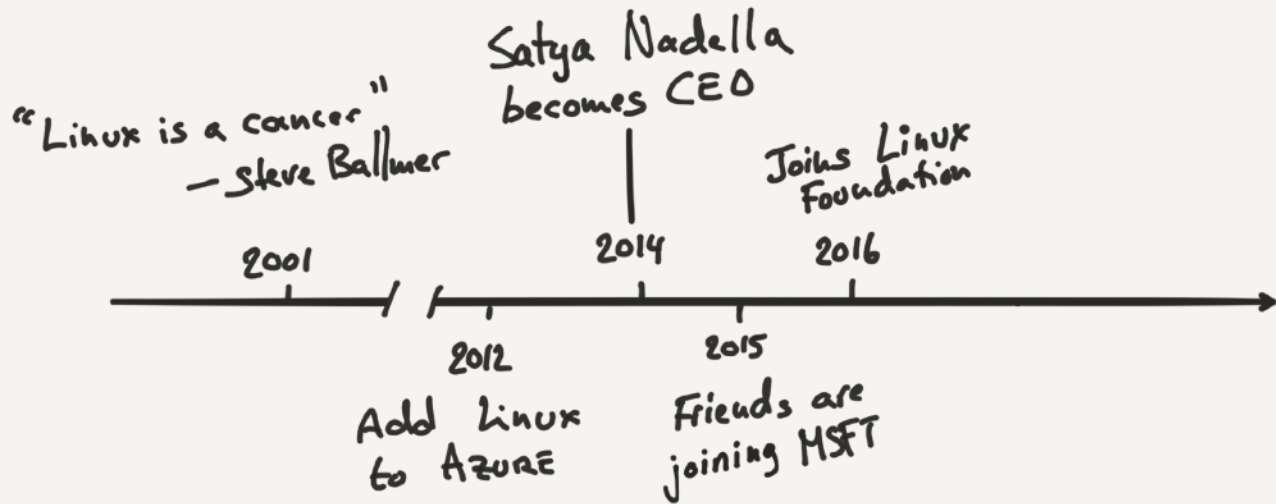 "Linux is a cancer"
— Steve Ballmer
2001
2012
Add Linux
to AZURE
Satya Nadella
becomes CEO
2014
2015
Friends are
joining MSFT
Joins Linux
Foundation
2016